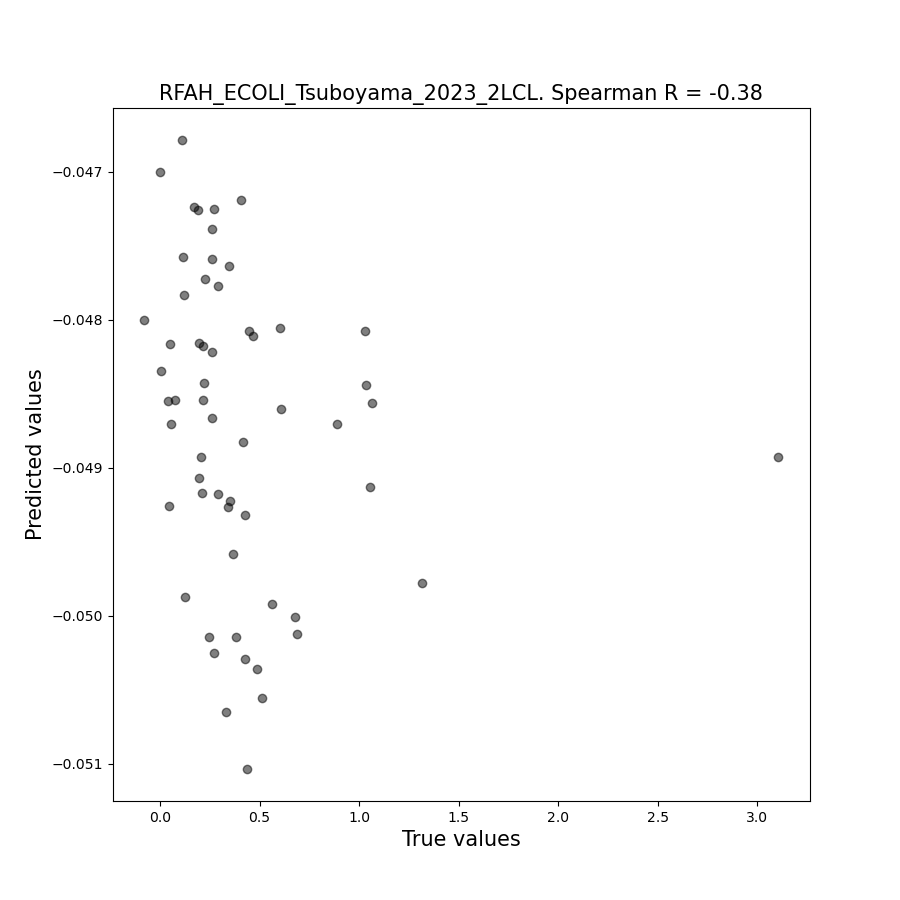 RFAH_ECOLI_Tsuboyama_2023_2LCL. Spearman R = -0.38
−0.047
−0.048
−0.049
−0.050
−0.051
Predicted values
0.0 0.5 1.0 1.5 2.0 2.5 3.0
True values